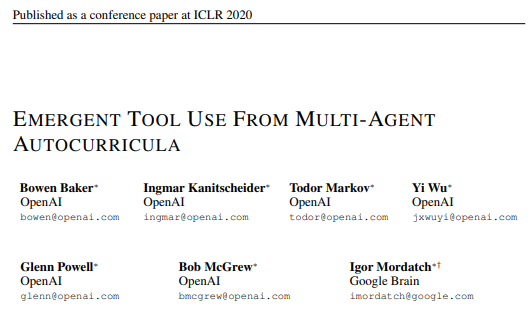 Published as a conference paper at ICLR 2020
EMERGENT TOOL USE FROM MULTI-AGENT
AUTOCURRICULA
Bowen Baker* Ingmar Kanitscheider* Todor Markov* Yi Wu*
OpenAI OpenAI OpenAI OpenAI
bowen@openai.com ingmar@openai.com todor@openai.com jxwuyi@openai.com
Glenn Powell* Bob McGrew* Igor Mordatch*†
OpenAI OpenAI Google Brain
glenn@openai.com bmcgrew@openai.com imordatch@google.com